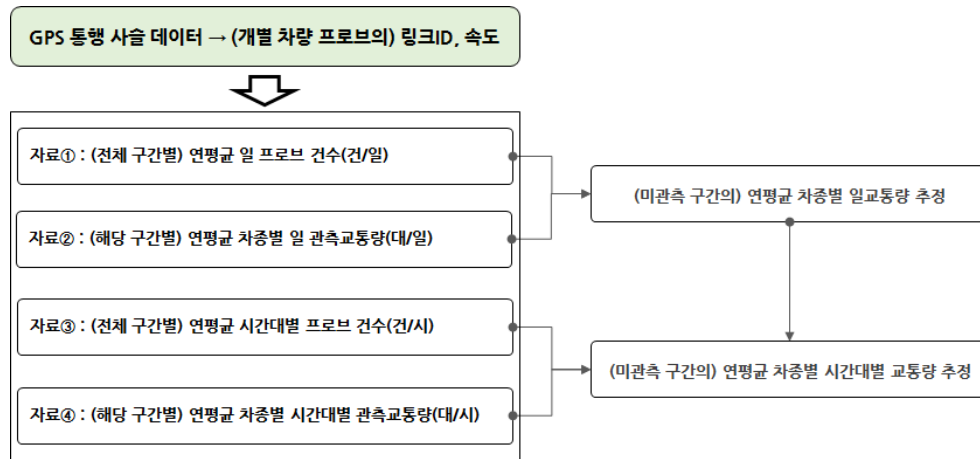 GPS 통행 사슬 데이터 → (개별 차량 프로브의) 링크ID, 속도
자료① : (전체 구간별) 연평균 일 프로브 건수(건/일)
자료② : (해당 구간별) 연평균 차종별 일 관측교통량(대/일)
(미관측 구간의) 연평균 차종별 일교통량 추정
자료③ : (전체 구간별) 연평균 시간대별 프로브 건수(건/시)
자료④ : (해당 구간별) 연평균 차종별 시간대별 관측교통량(대/시)
(미관측 구간의) 연평균 차종별 시간대별 교통량 추정